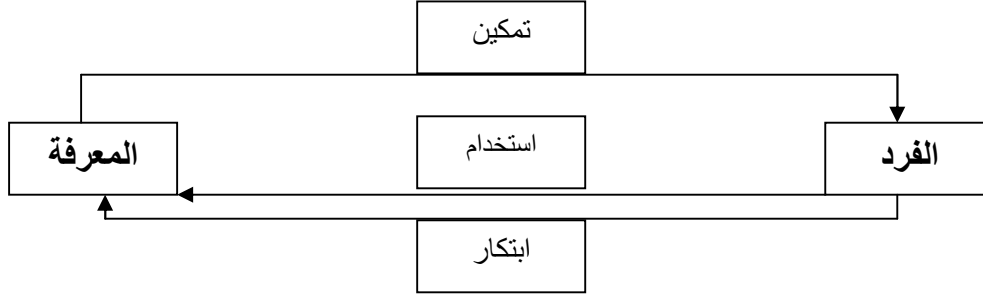 تمكين
الفرد
استخدام
المعرفة
ابتكار